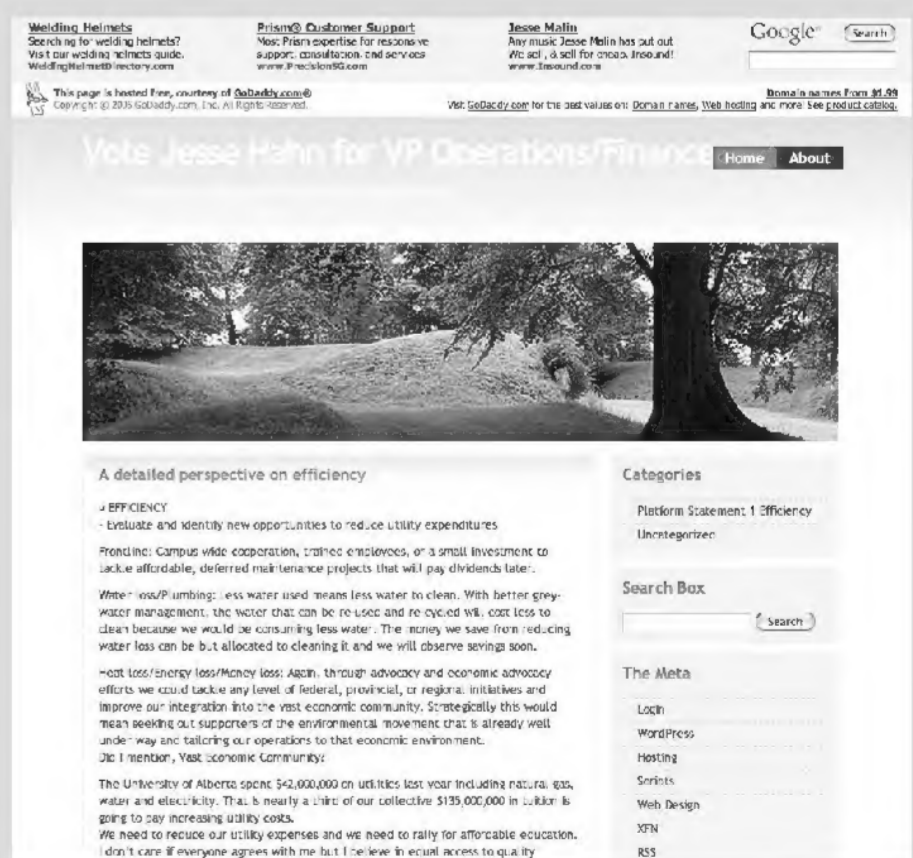 Welding Helmets
Searching for welding helmets?
Visit our welding helmets guide.
WeldingHelmetDirectory.com
Prism® Customer Support
Most Prism expertise for responsive
support, consultation, and services
www.PrecisionSG.com
Jesse Malin
Any music Jesse Malin has put out
We sell, & sell for cheap. Insound!
www.Insound.com
Google
Search
This page is hosted free, courtesy of GoDaddy.com®
Copyright © GoDaddy.com, Inc. All Rights Reserved.
Domain names from $1.99
Visit GoDaddy.com for the best values on: Domain names, Web hosting and more! See product catalog.
Vote Jesse Hahn for VP Operations/Finance
Home
About
A detailed perspective on efficiency
EFFICIENCY
- Evaluate and identify new opportunities to reduce utility expenditures
Frontline: Campus wide cooperation, trained employees, or a small investment to
tackle affordable, deferred maintenance projects that will pay dividends later.
Water loss/Plumbing: Less water used means less water to clean. With better grey-
water management, the water that can be re-used and re-cycled will cost less to
clean because we would be consuming less water. The money we save from reducing
water loss can be but allocated to cleaning it and we will observe savings soon.
Heat loss/Energy loss/Money loss: Again, through advocacy and economic advocacy
efforts we could tackle any level of federal, provincial, or regional initiatives and
improve our integration into the vast economic community. Strategically this would
mean seeking out supporters of the environmental movement that is already well
under way and tailoring our operations to that economic environment.
Did I mention, Vast Economic Community?
The University of Alberta spent $42,000,000 on utilities last year including natural gas,
water and electricity. That is nearly a third of our collective $135,000,000 in tuition is
going to pay increasing utility costs.
We need to reduce our utility expenses and we need to rally for affordable education.
I don't care if everyone agrees with me but I believe in equal access to quality
Categories
Platform Statement 1 Efficiency
Uncategorized
Search Box
Search
The Meta
Login
WordPress
Hosting
Scripts
Web Design
XFN
RSS